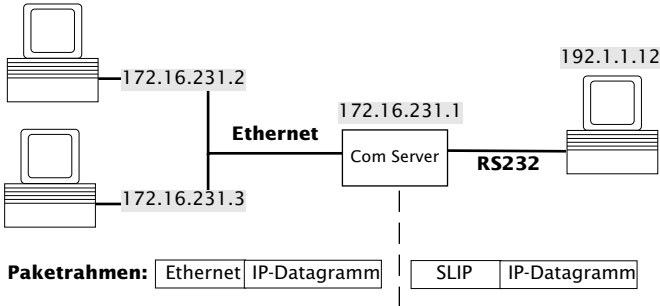 192.1.1.12
172.16.231.2
172.16.231.1
Ethernet
Com Server
RS232
172.16.231.3
Paketrahmen: Ethernet IP-Datagramm SLIP IP-Datagramm